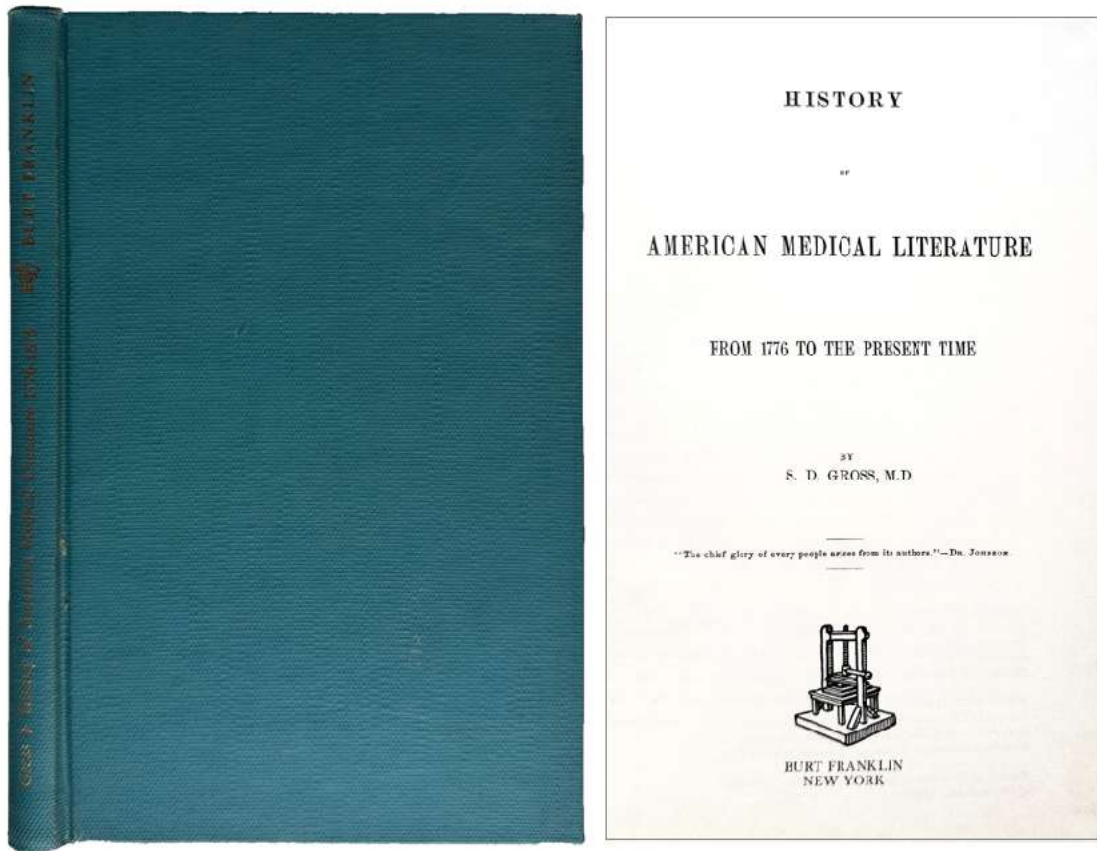 BURT FRANKLIN
HISTORY
OF
AMERICAN MEDICAL LITERATURE
FROM 1776 TO THE PRESENT TIME
BY
S. D. GROSS, M.D
"The chief glory of every people arises from its authors."—DR. JOHNSON.
BURT FRANKLIN
NEW YORK